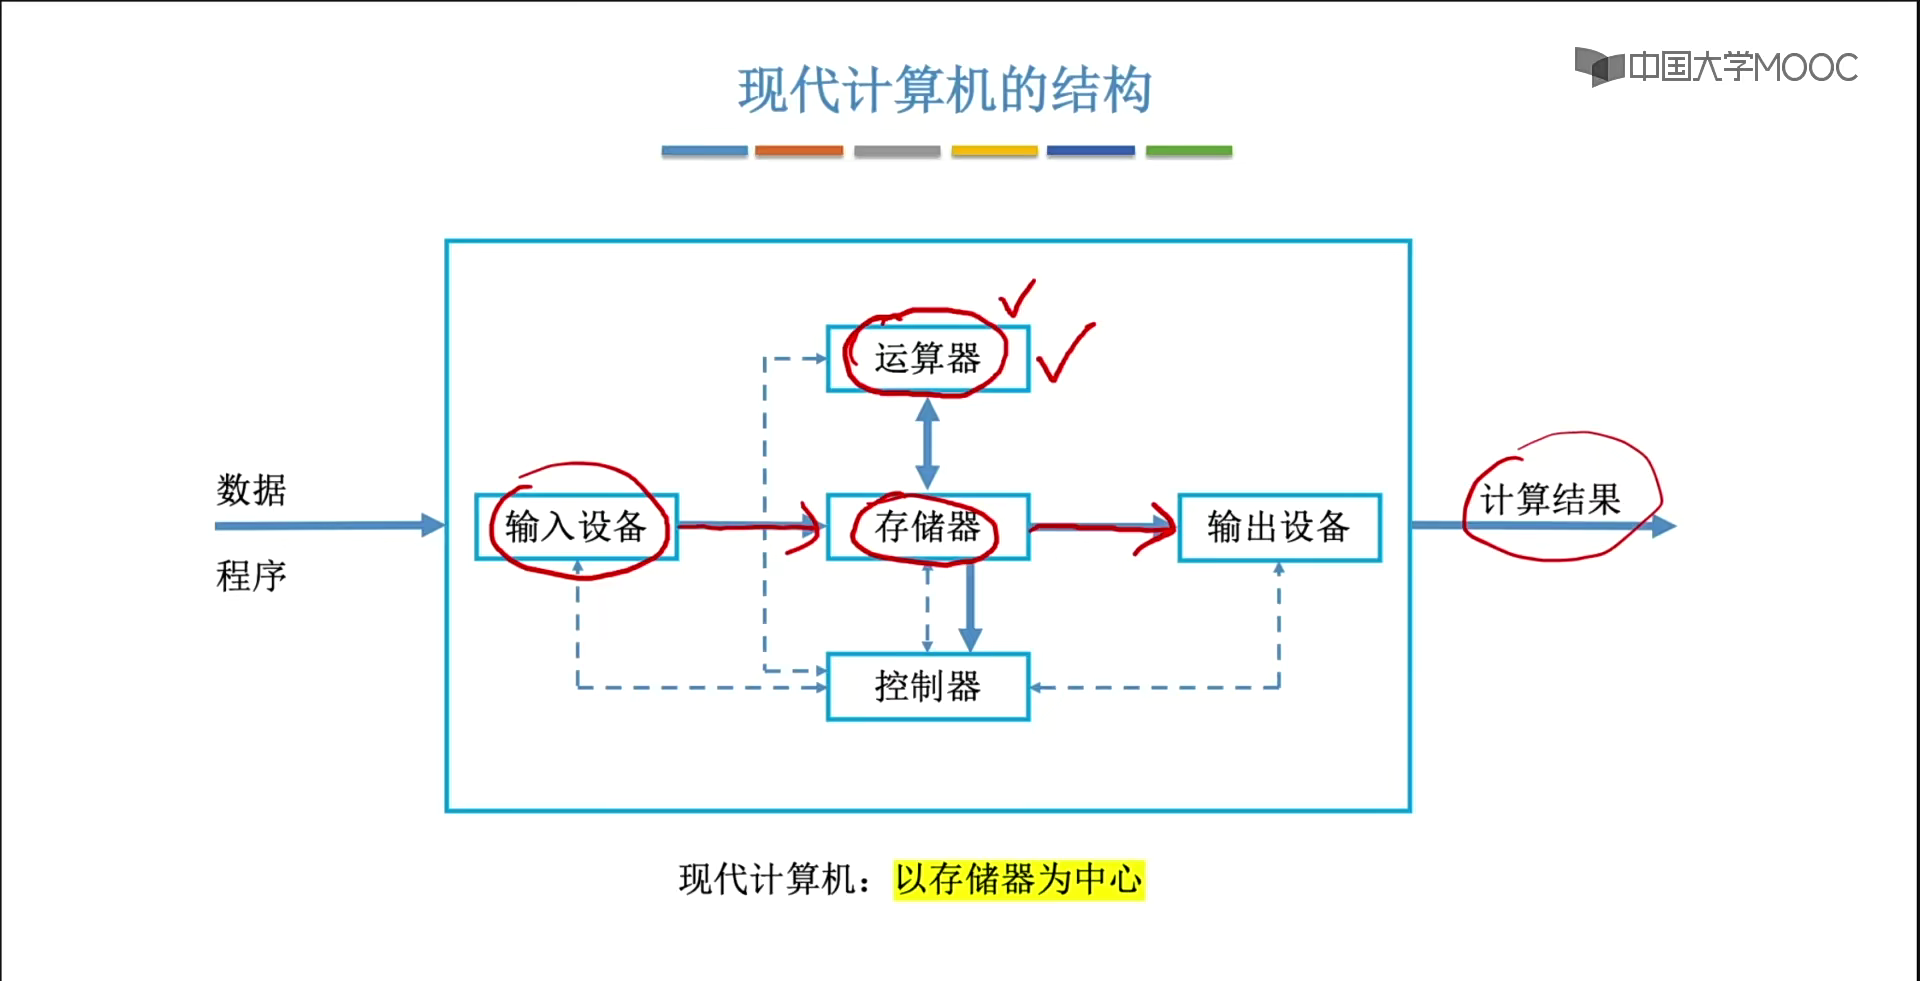 中国大学MOOC
现代计算机的结构
运算器
数据
程序
输入设备
存储器
输出设备
计算结果
控制器
现代计算机：以存储器为中心